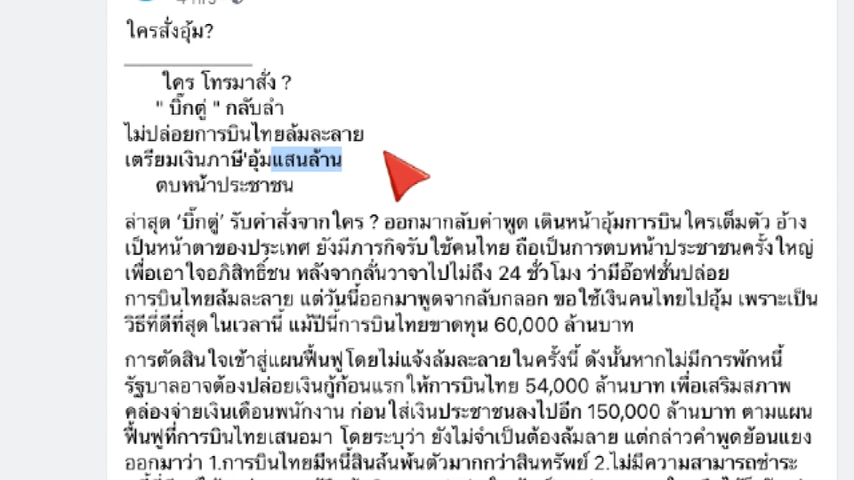 4 hrs
ใครสั่งอุ้ม?
ใคร โทรมาสั่ง ?
" บิ๊กตู่ " กลับลำ
ไม่ปล่อยการบินไทยล้มละลาย
เตรียมเงินภาษี'อุ้มแสนล้าน
ตบหน้าประชาชน
ล่าสุด ‘บิ๊กตู่’ รับคำสั่งจากใคร ? ออกมากลับคำพูด เดินหน้าอุ้มการบินใครเต็มตัว อ้าง
เป็นหน้าตาของประเทศ ยังมีภารกิจรับใช้คนไทย ถือเป็นการตบหน้าประชาชนครั้งใหญ่
เพื่อเอาใจอภิสิทธิ์ชน หลังจากลั่นวาจาไปไม่ถึง 24 ชั่วโมง ว่ามีอ๊อฟชั่นปล่อย
การบินไทยล้มละลาย แต่วันนี้ออกมาพูดจากลับกลอก ขอใช้เงินคนไทยไปอุ้ม เพราะเป็น
วิธีที่ดีที่สุดในเวลานี้ แม้ปีนี้การบินไทยขาดทุน 60,000 ล้านบาท
การตัดสินใจเข้าสู่แผนฟื้นฟูโดยไม่แจ้งล้มละลายในครั้งนี้ ดังนั้นหากไม่มีการพักหนี้
รัฐบาลอาจต้องปล่อยเงินกู้ก้อนแรกให้การบินไทย 54,000 ล้านบาท เพื่อเสริมสภาพ
คล่องจ่ายเงินเดือนพนักงาน ก่อนใส่เงินประชาชนลงไปอีก 150,000 ล้านบาท ตามแผน
ฟื้นฟูที่การบินไทยเสนอมา โดยระบุว่า ยังไม่จำเป็นต้องล้มลาย แต่กล่าวคำพูดย้อนแยง
ออกมาว่า 1.การบินไทยมีหนี้สินล้นพ้นตัวมากกว่าสินทรัพย์ 2.ไม่มีความสามารถชำระ